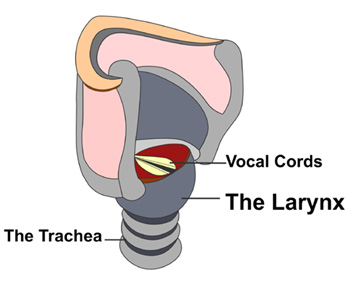 Vocal Cords
The Larynx
The Trachea